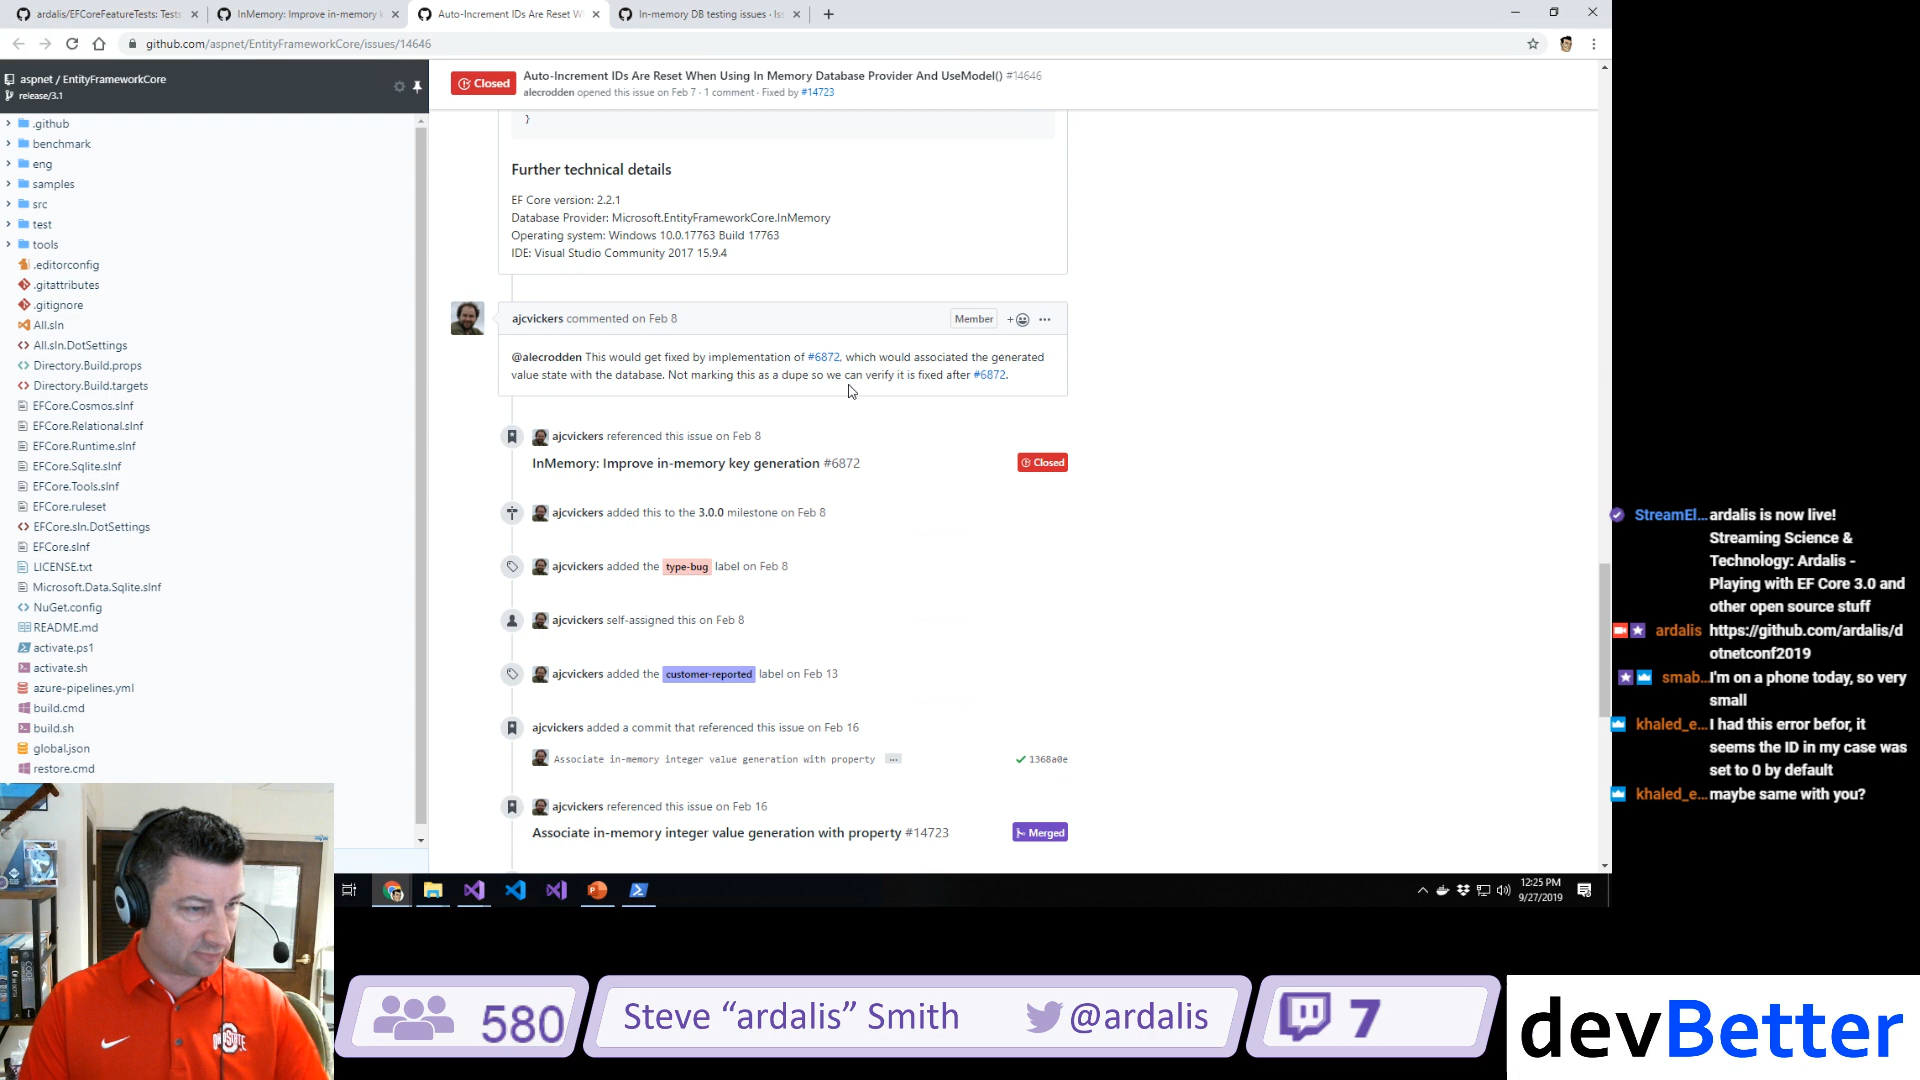 ardalis/EFCoreFeatureTests: Tests
InMemory: Improve in-memory k
Auto-Increment IDs Are Reset W
In-memory DB testing issues · Iss
github.com/aspnet/EntityFrameworkCore/issues/14646
aspnet / EntityFrameworkCore
release/3.1
.github
benchmark
eng
samples
src
test
tools
.editorconfig
.gitattributes
.gitignore
All.sln
All.sln.DotSettings
Directory.Build.props
Directory.Build.targets
EFCore.Cosmos.slnf
EFCore.Relational.slnf
EFCore.Runtime.slnf
EFCore.Sqlite.slnf
EFCore.Tools.slnf
EFCore.ruleset
EFCore.sln.DotSettings
EFCore.slnf
LICENSE.txt
Microsoft.Data.Sqlite.slnf
NuGet.config
README.md
activate.ps1
activate.sh
azure-pipelines.yml
build.cmd
build.sh
global.json
restore.cmd
Closed
Auto-Increment IDs Are Reset When Using In Memory Database Provider And UseModel() #14646
alecrodden opened this issue on Feb 7 · 1 comment · Fixed by #14723
}
Further technical details
EF Core version: 2.2.1
Database Provider: Microsoft.EntityFrameworkCore.InMemory
Operating system: Windows 10.0.17763 Build 17763
IDE: Visual Studio Community 2017 15.9.4
ajcvickers commented on Feb 8
Member
@alecrodden This would get fixed by implementation of #6872, which would associated the generated
value state with the database. Not marking this as a dupe so we can verify it is fixed after #6872.
ajcvickers referenced this issue on Feb 8
InMemory: Improve in-memory key generation #6872
Closed
ajcvickers added this to the 3.0.0 milestone on Feb 8
ajcvickers added the type-bug label on Feb 8
ajcvickers self-assigned this on Feb 8
ajcvickers added the customer-reported label on Feb 13
ajcvickers added a commit that referenced this issue on Feb 16
Associate in-memory integer value generation with property ...
1368a0e
ajcvickers referenced this issue on Feb 16
Associate in-memory integer value generation with property #14723
Merged
12:25 PM
9/27/2019
StreamEl... ardalis is now live!
Streaming Science &
Technology: Ardalis -
Playing with EF Core 3.0 and
other open source stuff
ardalis https://github.com/ardalis/d
otnetconf2019
smab... I'm on a phone today, so very
small
khaled_e... I had this error befor, it
seems the ID in my case was
set to 0 by default
khaled_e... maybe same with you?
580
Steve “ardalis” Smith
@ardalis
7
devBetter